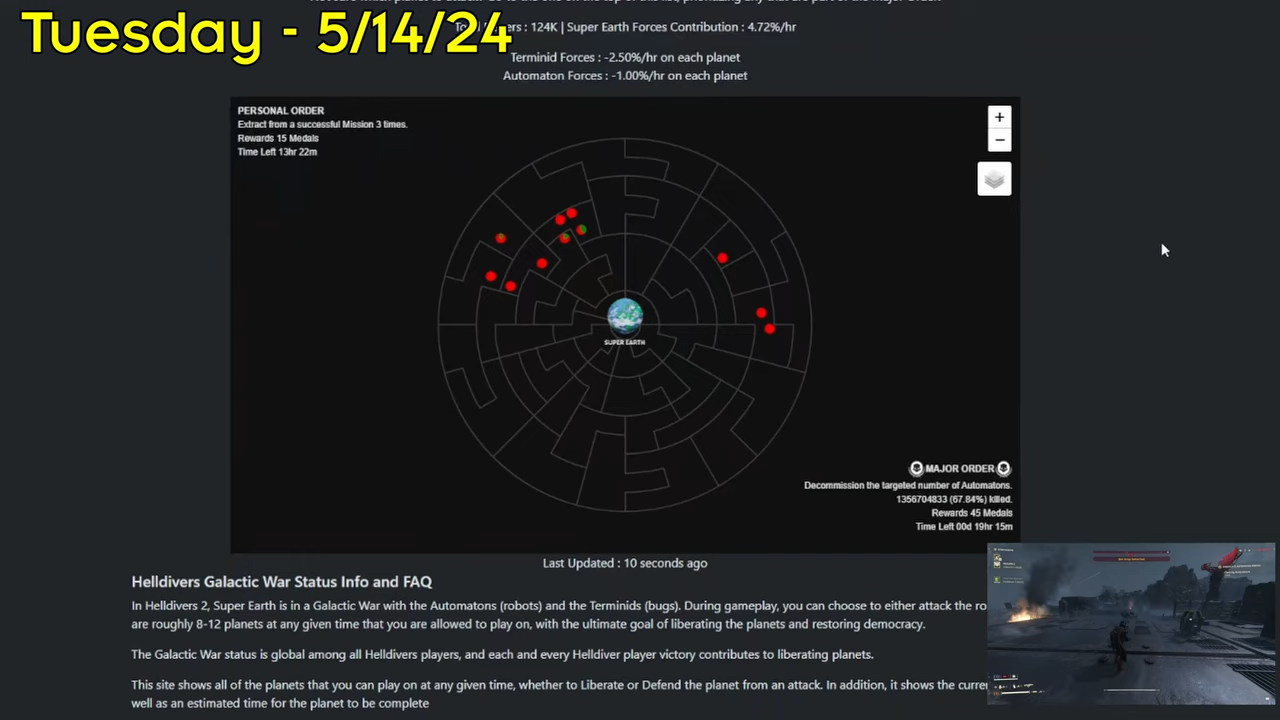 Tuesday - 5/14/24
: 124K | Super Earth Forces Contribution : 4.72%/hr
Terminid Forces : -2.50%/hr on each planet
Automaton Forces : -1.00%/hr on each planet
PERSONAL ORDER
Extract from a successful Mission 3 times.
Rewards 15 Medals
Time Left 13hr 22m
+
−
SUPER EARTH
MAJOR ORDER
Decommission the targeted number of Automatons.
1356704833 (67.84%) killed.
Rewards 45 Medals
Time Left 00d 19hr 15m
Last Updated : 10 seconds ago
Helldivers Galactic War Status Info and FAQ
In Helldivers 2, Super Earth is in a Galactic War with the Automatons (robots) and the Terminids (bugs). During gameplay, you can choose to either attack the ro
are roughly 8-12 planets at any given time that you are allowed to play on, with the ultimate goal of liberating the planets and restoring democracy.
The Galactic War status is global among all Helldivers players, and each and every Helldiver player victory contributes to liberating planets.
This site shows all of the planets that you can play on at any given time, whether to Liberate or Defend the planet from an attack. In addition, it shows the curre
well as an estimated time for the planet to be complete